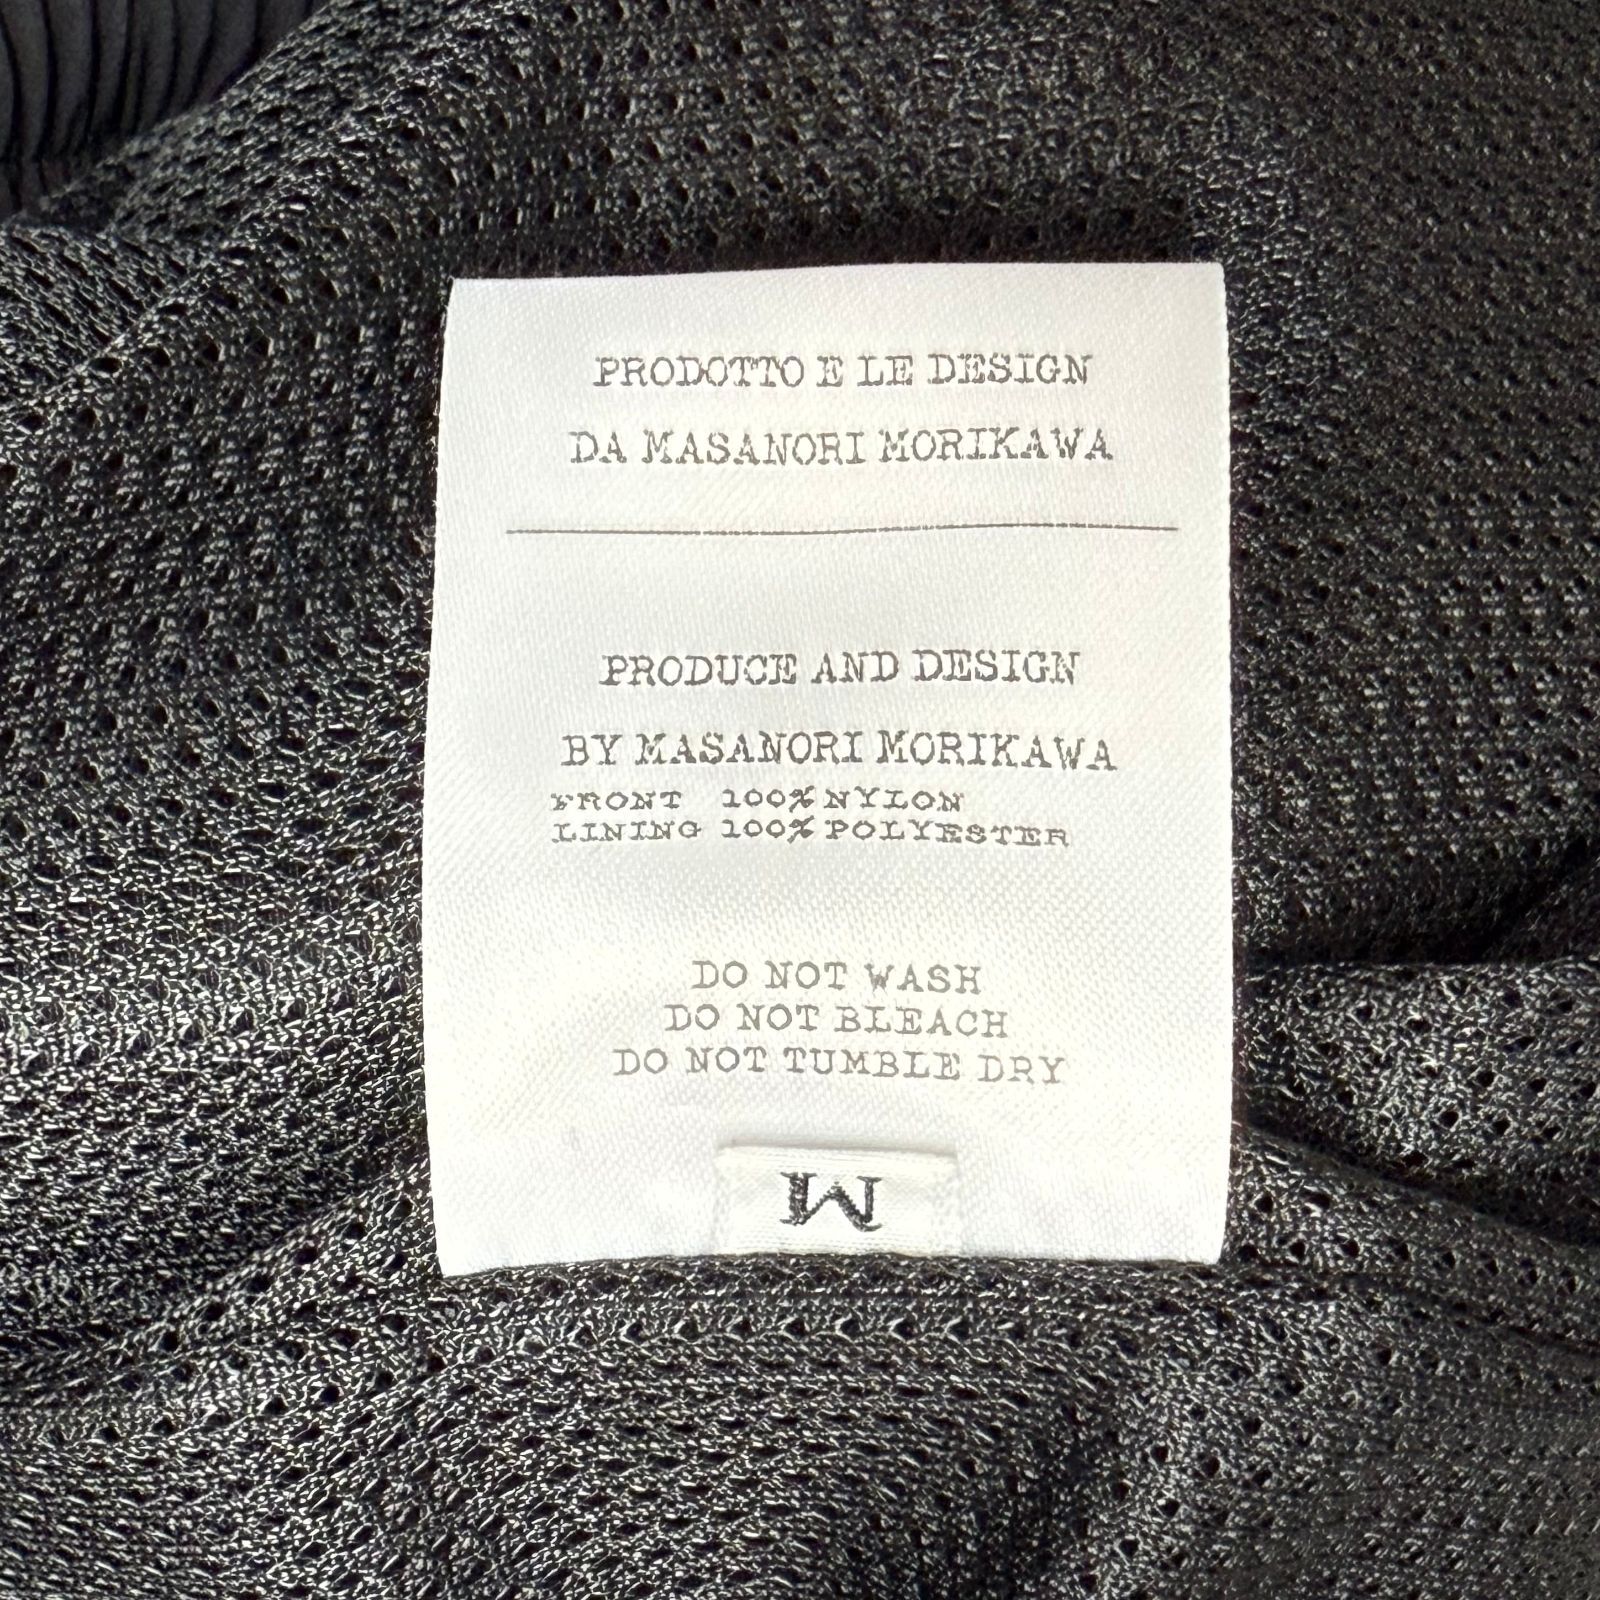 PRODOTTO E LE DESIGN
DA MASANORI MORIKAWA
PRODUCE AND DESIGN
BY MASANORI MORIKAWA
FRONT 100% NYLON
LINING 100% POLYESTER
DO NOT WASH
DO NOT BLEACH
DO NOT TUMBLE DRY
M